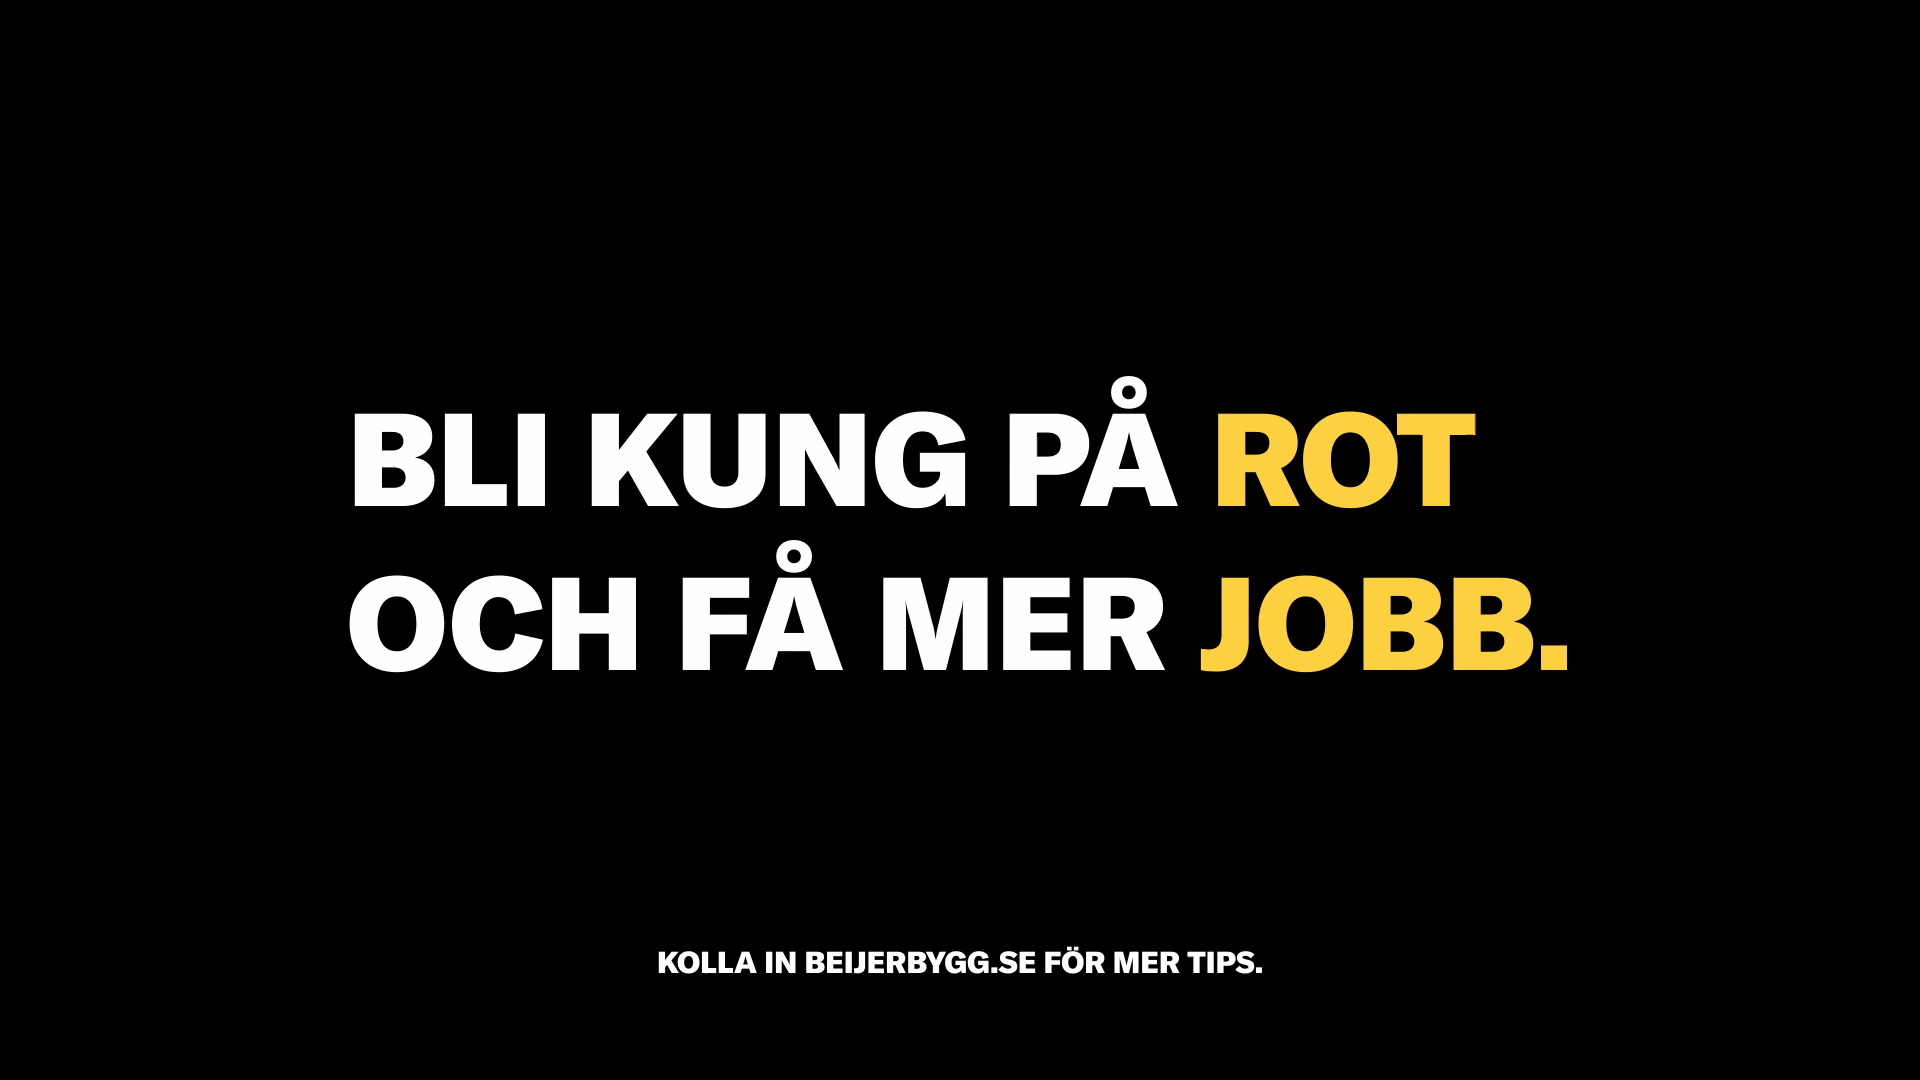 BLI KUNG PÅ ROT
OCH FÅ MER JOBB.
KOLLA IN BEIJERBYGG.SE FÖR MER TIPS.